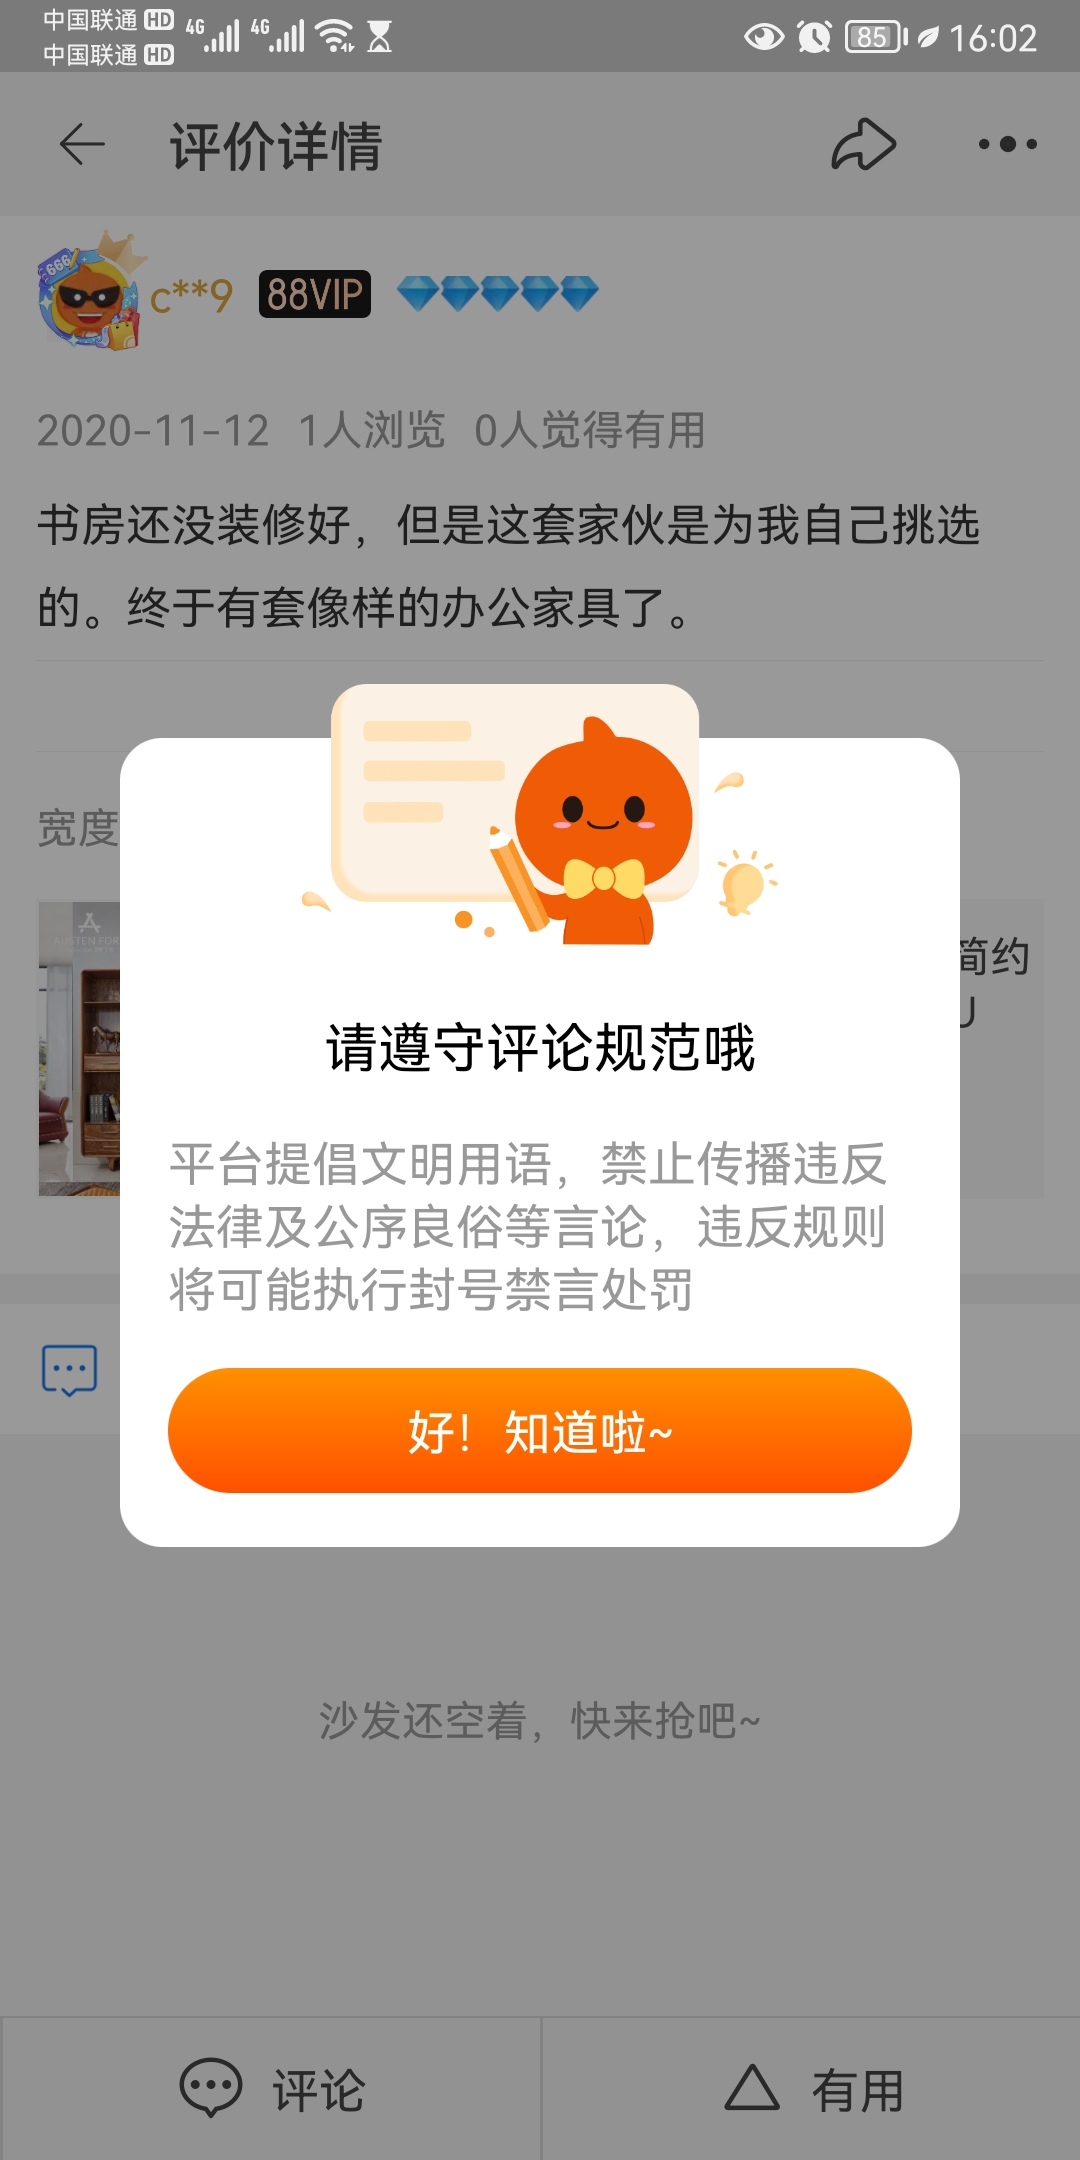 中国联通 HD 4G 4G
中国联通 HD
85 16:02
评价详情
666
c**9 88VIP
2020-11-12 1人浏览 0人觉得有用
书房还没装修好，但是这套家伙是为我自己挑选
的。终于有套像样的办公家具了。
宽度
简约
请遵守评论规范哦
平台提倡文明用语，禁止传播违反
法律及公序良俗等言论，违反规则
将可能执行封号禁言处罚
好！知道啦~
沙发还空着，快来抢吧~
评论 有用